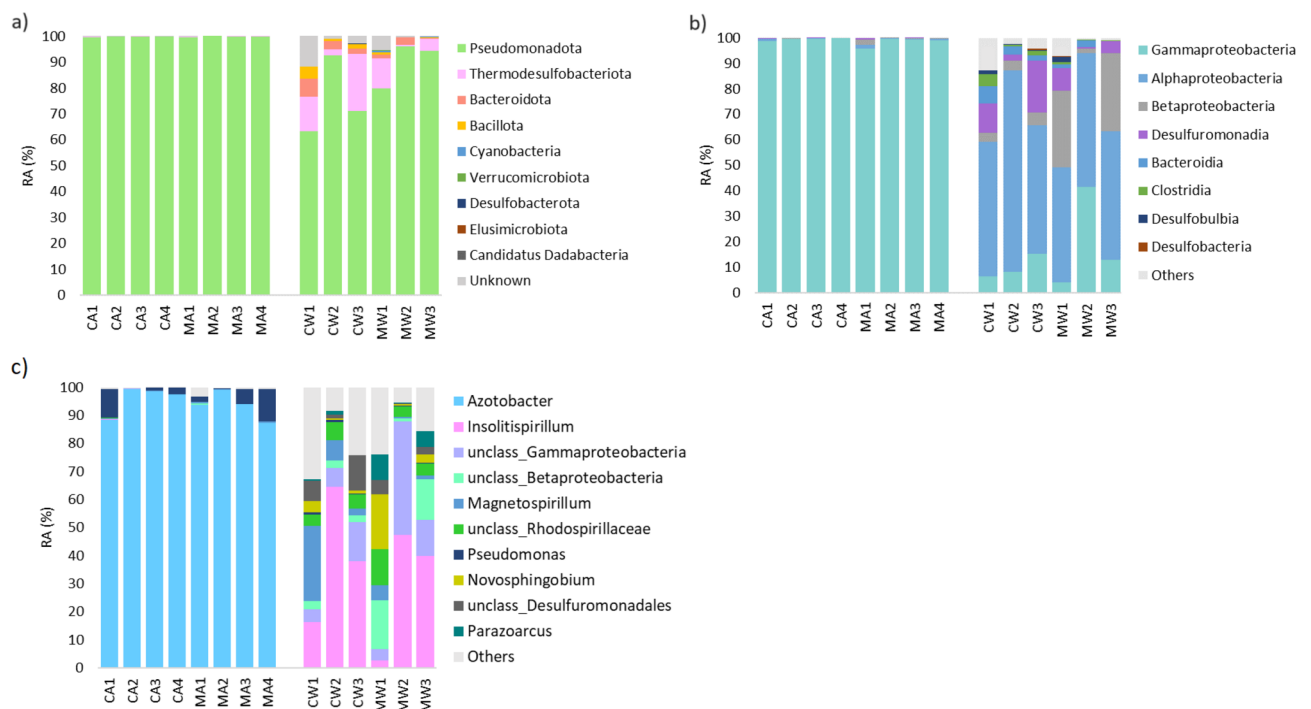 a)
100
90
80
70
60
50
40
30
20
10
0
RA (%)
CA1
CA2
CA3
CA4
MA1
MA2
MA3
MA4
CW1
CW2
CW3
MW1
MW2
MW3
Pseudomonadota
Thermodesulfobacteriota
Bacteroidota
Bacillota
Cyanobacteria
Verrucomicrobiota
Desulfobacterota
Elusimicrobiota
Candidatus Dadabacteria
Unknown
b)
100
90
80
70
60
50
40
30
20
10
0
RA (%)
CA1
CA2
CA3
CA4
MA1
MA2
MA3
MA4
CW1
CW2
CW3
MW1
MW2
MW3
Gammaproteobacteria
Alphaproteobacteria
Betaproteobacteria
Desulfuromonadia
Bacteroidia
Clostridia
Desulfobulbia
Desulfobacteria
Others
c)
100
90
80
70
60
50
40
30
20
10
0
RA (%)
CA1
CA2
CA3
CA4
MA1
MA2
MA3
MA4
CW1
CW2
CW3
MW1
MW2
MW3
Azotobacter
Insolitispirillum
unclass_Gammaproteobacteria
unclass_Betaproteobacteria
Magnetospirillum
unclass_Rhodospirillaceae
Pseudomonas
Novosphingobium
unclass_Desulfuromonadales
Parazoarcus
Others